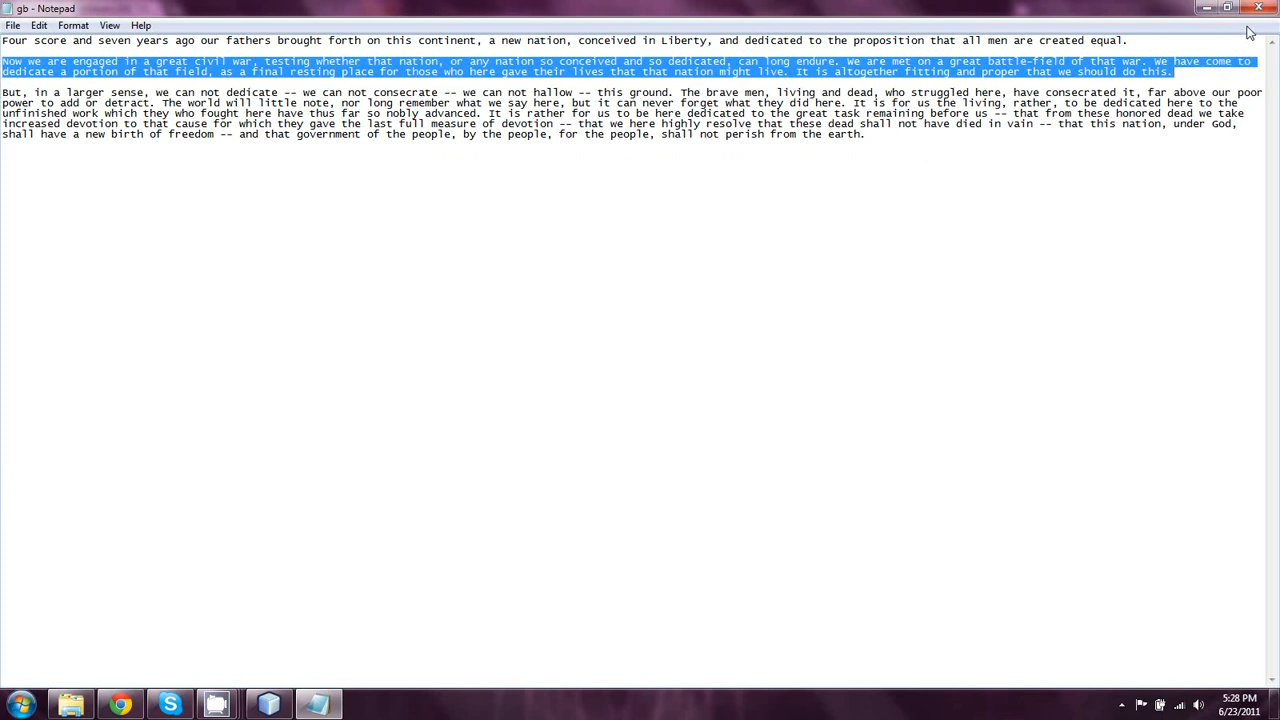 gb - Notepad
File Edit Format View Help
Four score and seven years ago our fathers brought forth on this continent, a new nation, conceived in Liberty, and dedicated to the proposition that all men are created equal.
Now we are engaged in a great civil war, testing whether that nation, or any nation so conceived and so dedicated, can long endure. We are met on a great battle-field of that war. We have come to
dedicate a portion of that field, as a final resting place for those who here gave their lives that that nation might live. It is altogether fitting and proper that we should do this.
But, in a larger sense, we can not dedicate -- we can not consecrate -- we can not hallow -- this ground. The brave men, living and dead, who struggled here, have consecrated it, far above our poor
power to add or detract. The world will little note, nor long remember what we say here, but it can never forget what they did here. It is for us the living, rather, to be dedicated here to the
unfinished work which they who fought here have thus far so nobly advanced. It is rather for us to be here dedicated to the great task remaining before us -- that from these honored dead we take
increased devotion to that cause for which they gave the last full measure of devotion -- that we here highly resolve that these dead shall not have died in vain -- that this nation, under God,
shall have a new birth of freedom -- and that government of the people, by the people, for the people, shall not perish from the earth.
5:28 PM
6/23/2011